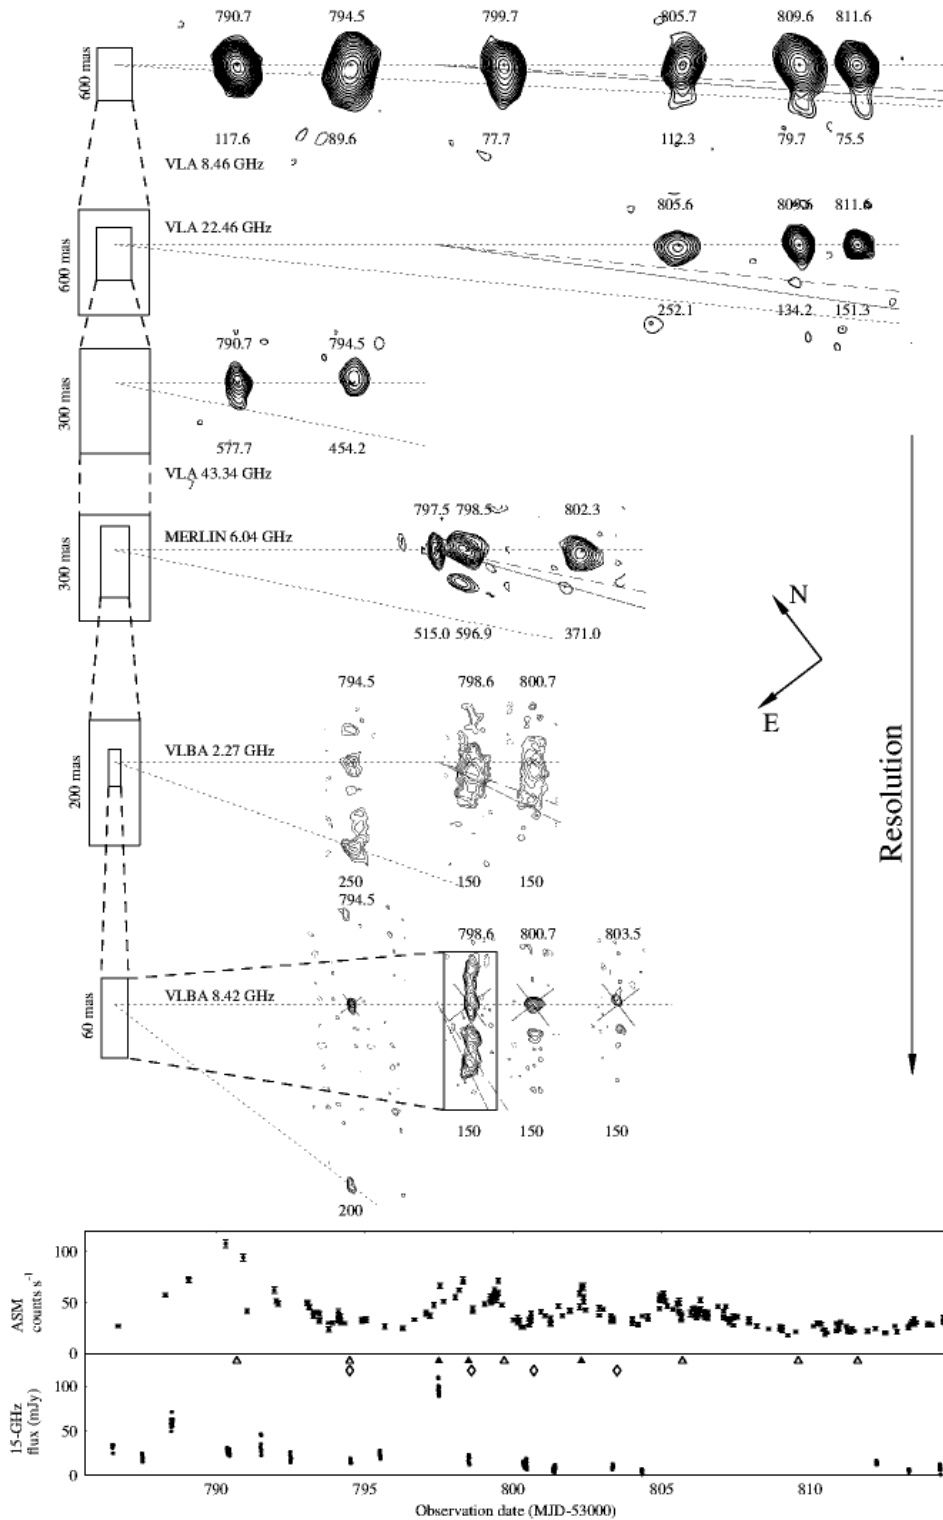 790.7 794.5 799.7 805.7 809.6 811.6
600 mas
117.6 89.6 77.7 112.3 79.7 75.5
VLA 8.46 GHz
805.6 809.6 811.6
VLA 22.46 GHz
600 mas
252.1 134.2 151.3
790.7 794.5
300 mas
577.7 454.2
VLA 43.34 GHz
797.5 798.5 802.3
MERLIN 6.04 GHz
300 mas
515.0 596.9 371.0
N
E
Resolution
794.5 798.6 800.7
VLBA 2.27 GHz
200 mas
250 150 150
794.5
798.6 800.7 803.5
VLBA 8.42 GHz
60 mas
150 150 150
200
ASM
counts s⁻¹
100
50
0
15-GHz
flux (mJy)
100
50
0
790 795 800 805 810
Observation date (MJD-53000)